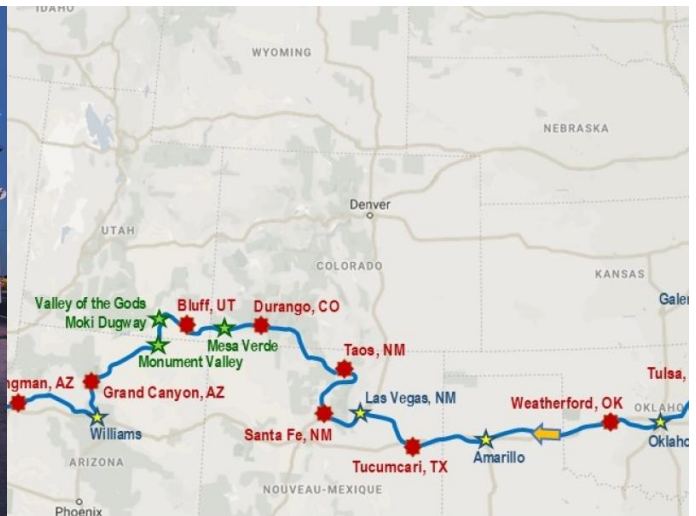 IDAHO
WYOMING
NEBRASKA
Denver
UTAH
COLORADO
KANSAS
Valley of the Gods
Moki Dugway
Bluff, UT
Durango, CO
Galer
Mesa Verde
Monument Valley
Taos, NM
Tulsa,
ngman, AZ
Grand Canyon, AZ
Las Vegas, NM
Weatherford, OK
OKLAHO
Williams
Santa Fe, NM
Oklaho
Tucumcari, TX
Amarillo
ARIZONA
NOUVEAU-MEXIQUE
Phoenix